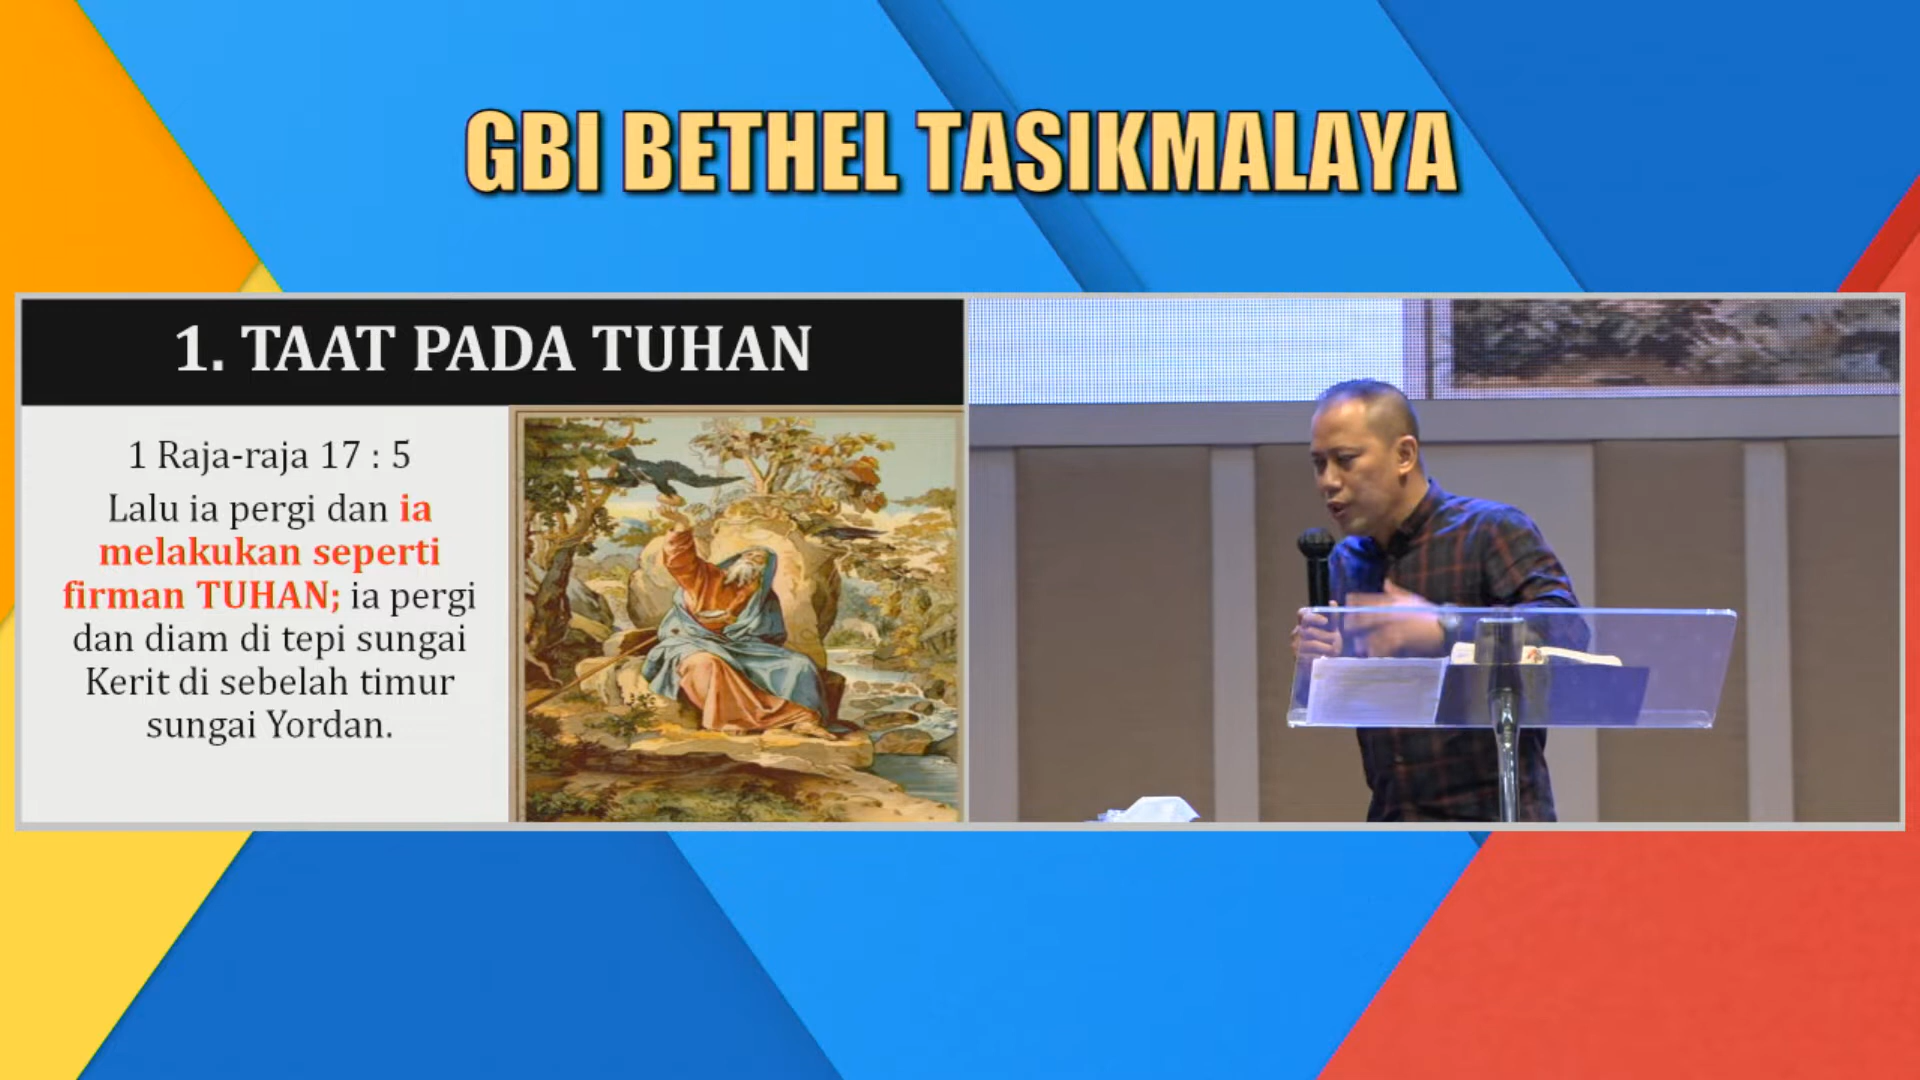 GBI BETHEL TASIKMALAYA
1. TAAT PADA TUHAN
1 Raja-raja 17 : 5
Lalu ia pergi dan ia
melakukan seperti
firman TUHAN; ia pergi
dan diam di tepi sungai
Kerit di sebelah timur
sungai Yordan.